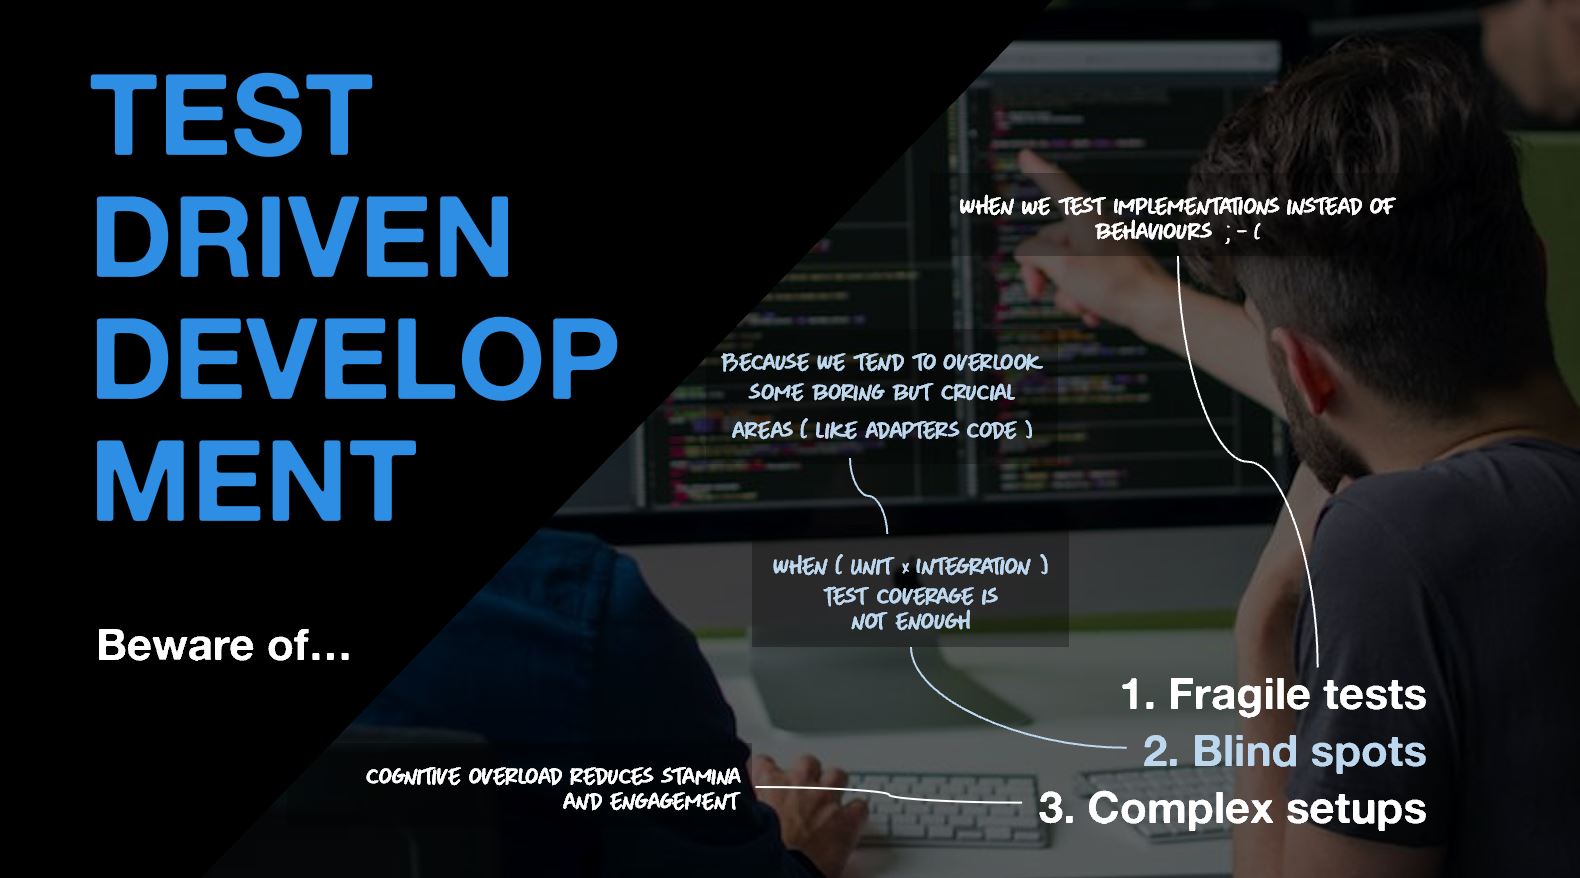 TEST
DRIVEN
DEVELOP
MENT
Beware of...
WHEN WE TEST IMPLEMENTATIONS INSTEAD OF
BEHAVIOURS ;-(
BECAUSE WE TEND TO OVERLOOK
SOME BORING BUT CRUCIAL
AREAS ( LIKE ADAPTERS CODE )
WHEN ( UNIT x INTEGRATION )
TEST COVERAGE IS
NOT ENOUGH
COGNITIVE OVERLOAD REDUCES STAMINA
AND ENGAGEMENT
1. Fragile tests
2. Blind spots
3. Complex setups